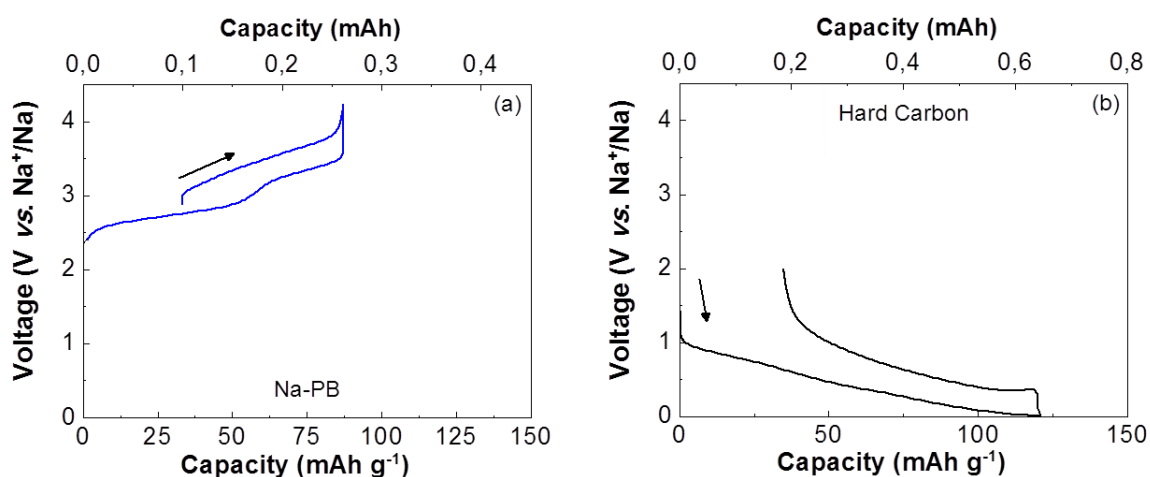 Capacity (mAh)
0,0 0,1 0,2 0,3 0,4
(a)
Voltage (V vs. Na⁺/Na)
4
3
2
1
0
Na-PB
0 25 50 75 100 125 150
Capacity (mAh g⁻¹)
Capacity (mAh)
0,0 0,2 0,4 0,6 0,8
Hard Carbon (b)
Voltage (V vs. Na⁺/Na)
4
3
2
1
0
0 50 100 150
Capacity (mAh g⁻¹)